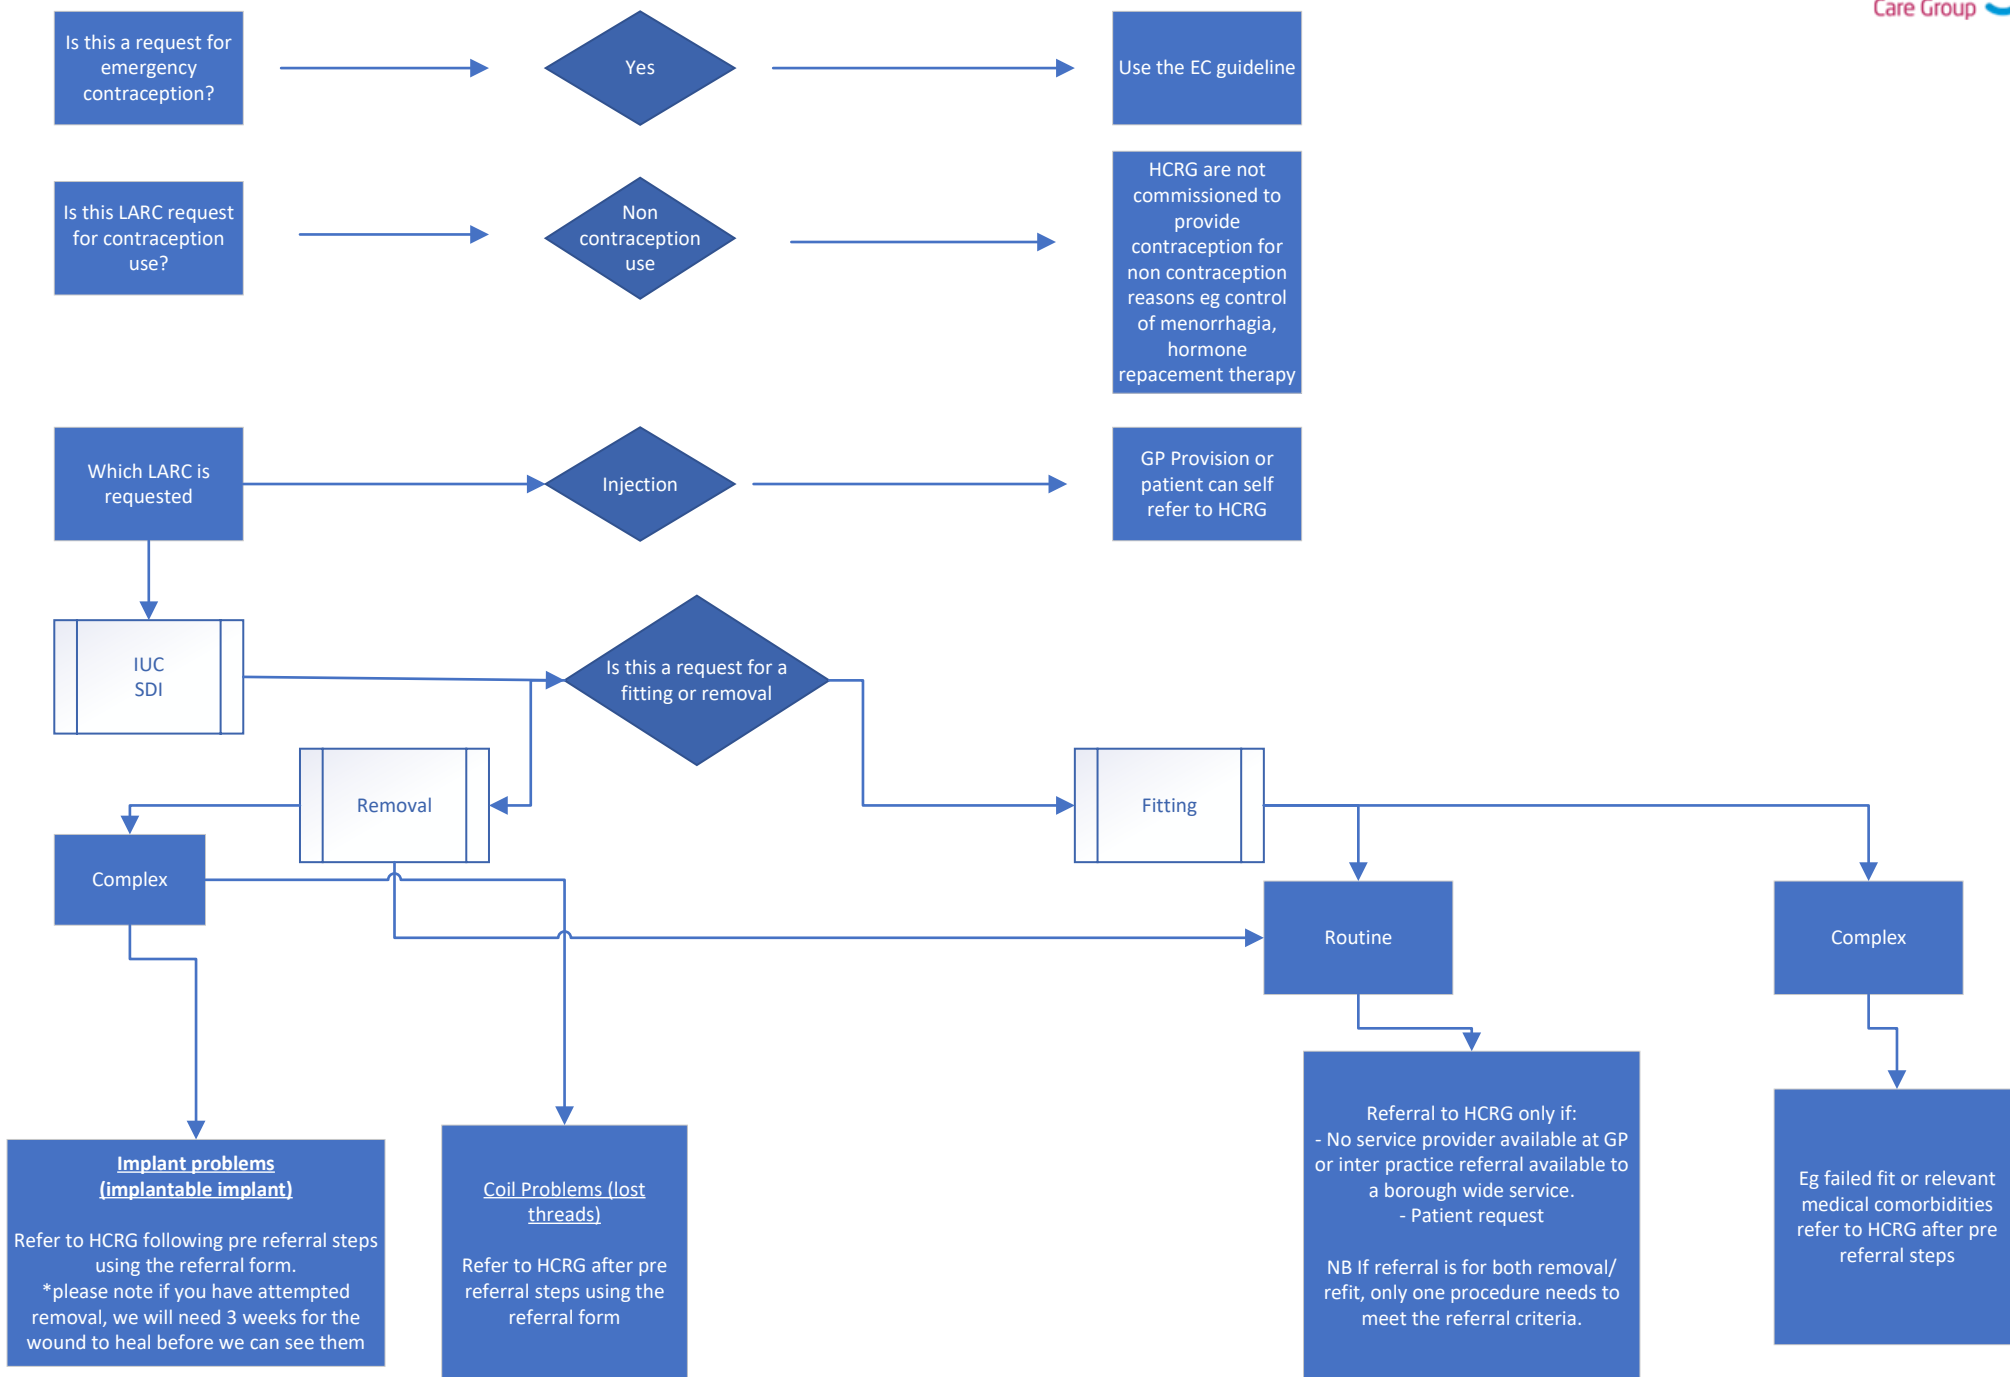 Care Group
Is this a request for
emergency
contraception?
Yes
Use the EC guideline
Is this LARC request
for contraception
use?
Non
contraception
use
HCRG are not
commissioned to
provide
contraception for
non contraception
reasons eg control
of menorrhagia,
hormone
repacement therapy
Which LARC is
requested
Injection
GP Provision or
patient can self
refer to HCRG
IUC
SDI
Is this a request for a
fitting or removal
Removal
Fitting
Complex
Routine
Complex
Implant problems
(implantable implant)
Refer to HCRG following pre referral steps
using the referral form.
*please note if you have attempted
removal, we will need 3 weeks for the
wound to heal before we can see them
Coil Problems (lost
threads)
Refer to HCRG after pre
referral steps using the
referral form
Referral to HCRG only if:
- No service provider available at GP
or inter practice referral available to
a borough wide service.
- Patient request
NB If referral is for both removal/
refit, only one procedure needs to
meet the referral criteria.
Eg failed fit or relevant
medical comorbidities
refer to HCRG after pre
referral steps